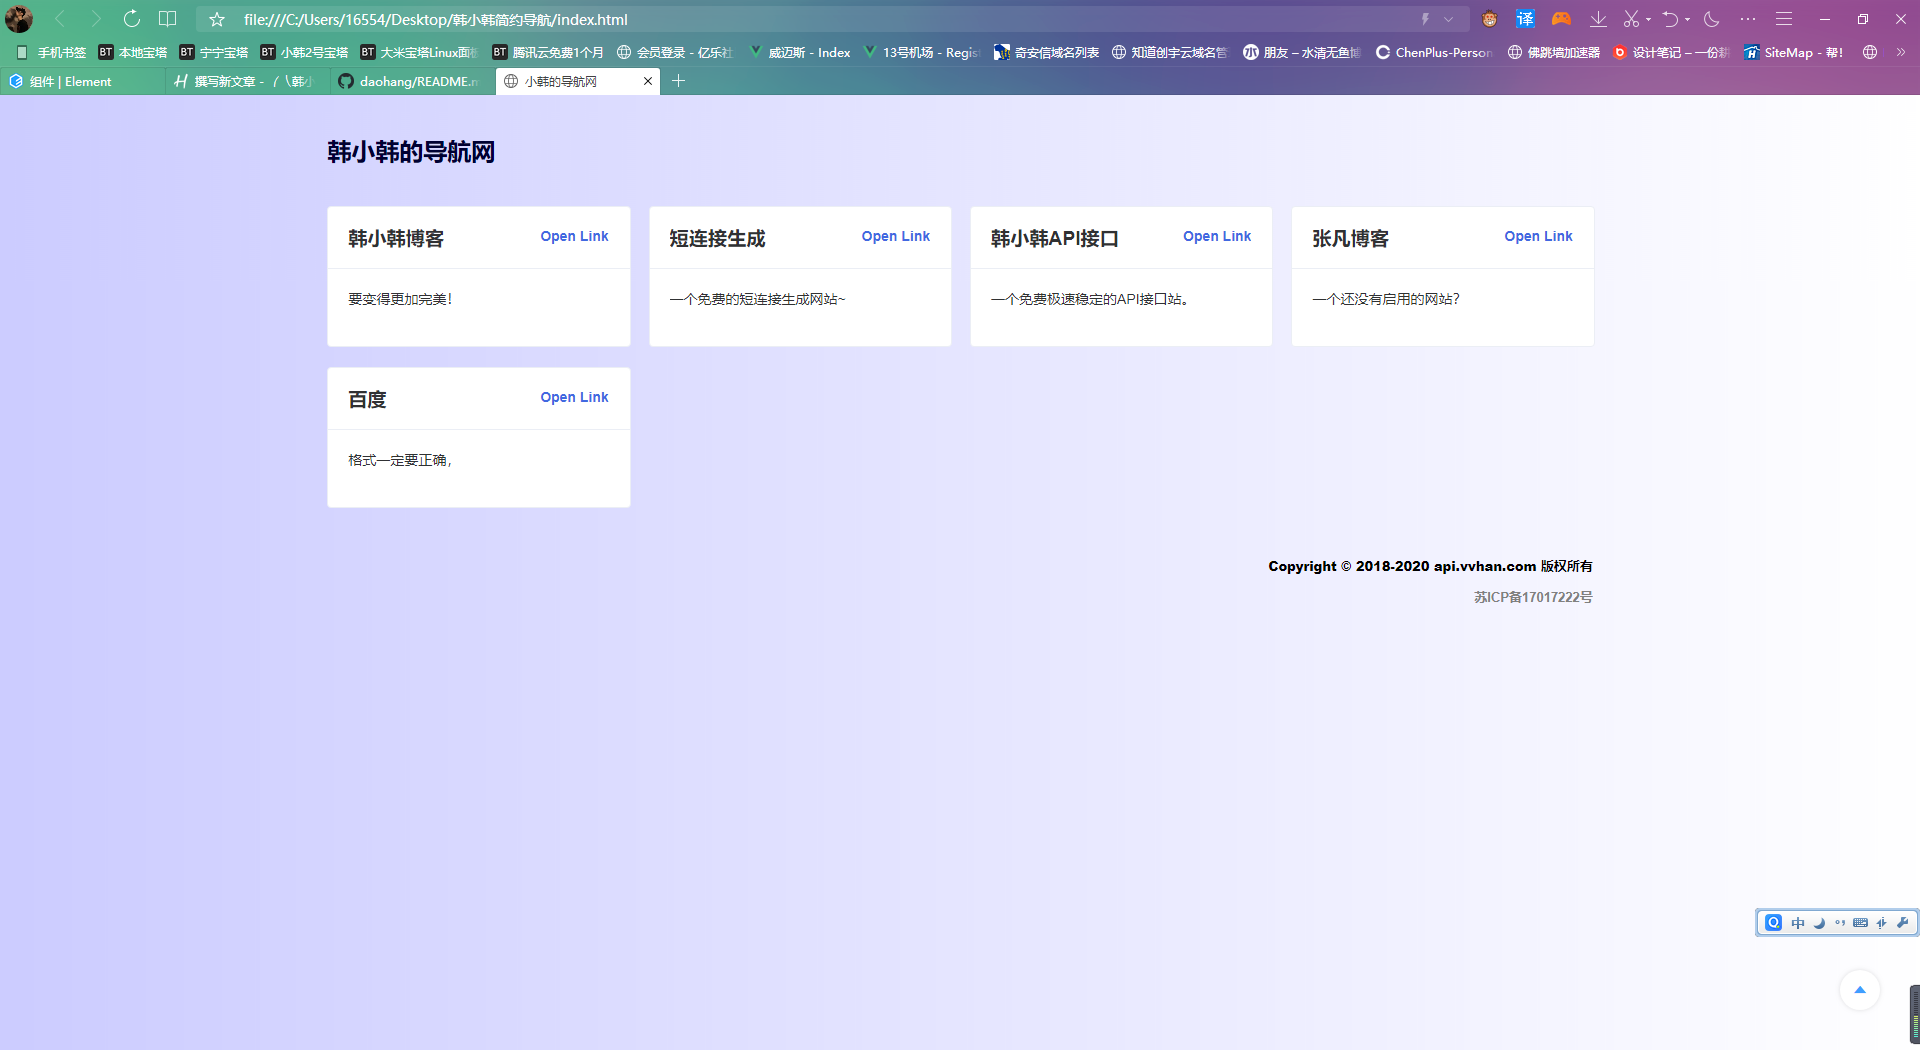 file:///C:/Users/16554/Desktop/韩小韩简约导航/index.html
译
手机书签 BT 本地宝塔 BT 宁宁宝塔 BT 小韩2号宝塔 BT 大米宝塔Linux面 BT 腾讯云免费1个月 会员登录 - 亿乐社 威迈斯 - Index 13号机场 - Regis 奇安信域名列表 知道创宇云域名管 朋友 – 水清无鱼博 ChenPlus-Person 佛跳墙加速器 设计笔记 – 一份 SiteMap - 帮!
组件 | Element 撰写新文章 - 韩小 daohang/README.m 小韩的导航网
韩小韩的导航网
韩小韩博客 Open Link
要变得更加完美！
短连接生成 Open Link
一个免费的短连接生成网站~
韩小韩API接口 Open Link
一个免费极速稳定的API接口站。
张凡博客 Open Link
一个还没有启用的网站？
百度 Open Link
格式一定要正确，
Copyright © 2018-2020 api.vvhan.com 版权所有
苏ICP备17017222号
中